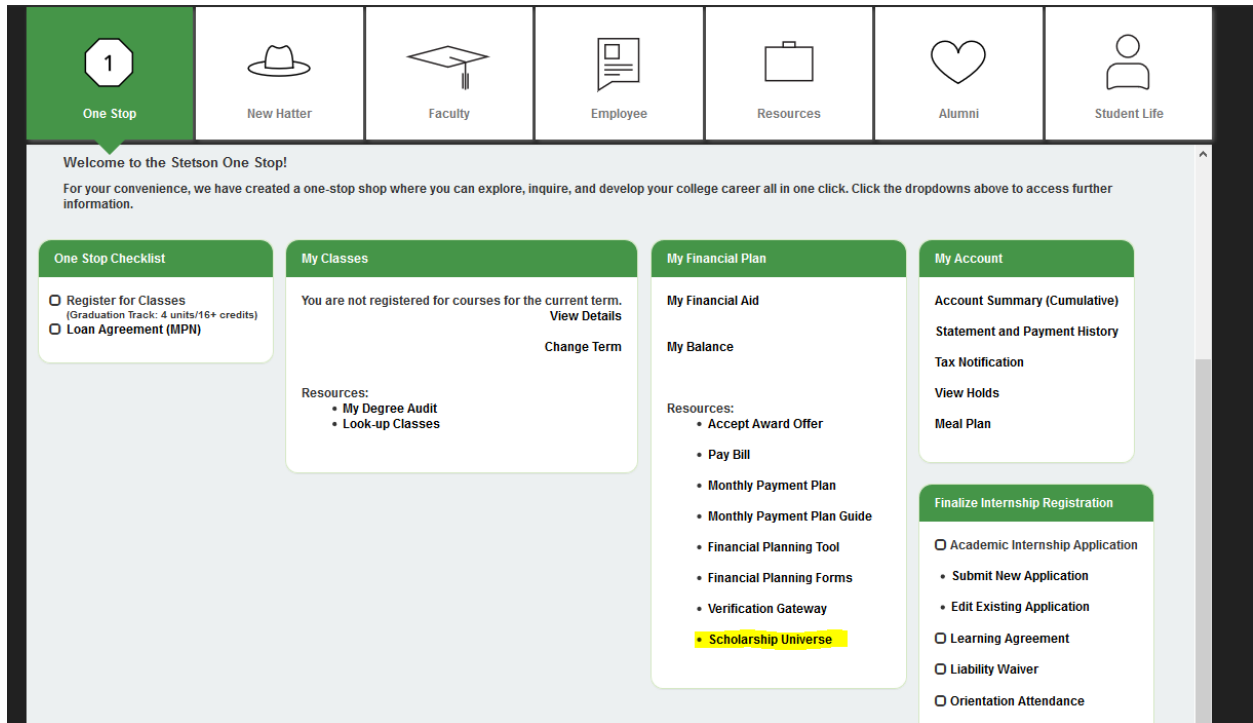 1
One Stop
New Hatter
Faculty
Employee
Resources
Alumni
Student Life
Welcome to the Stetson One Stop!
For your convenience, we have created a one-stop shop where you can explore, inquire, and develop your college career all in one click. Click the dropdowns above to access further
information.
One Stop Checklist
Register for Classes
(Graduation Track: 4 units/16+ credits)
Loan Agreement (MPN)
My Classes
You are not registered for courses for the current term.
View Details
Change Term
Resources:
• My Degree Audit
• Look-up Classes
My Financial Plan
My Financial Aid
My Balance
Resources:
• Accept Award Offer
• Pay Bill
• Monthly Payment Plan
• Monthly Payment Plan Guide
• Financial Planning Tool
• Financial Planning Forms
• Verification Gateway
• Scholarship Universe
My Account
Account Summary (Cumulative)
Statement and Payment History
Tax Notification
View Holds
Meal Plan
Finalize Internship Registration
Academic Internship Application
• Submit New Application
• Edit Existing Application
Learning Agreement
Liability Waiver
Orientation Attendance